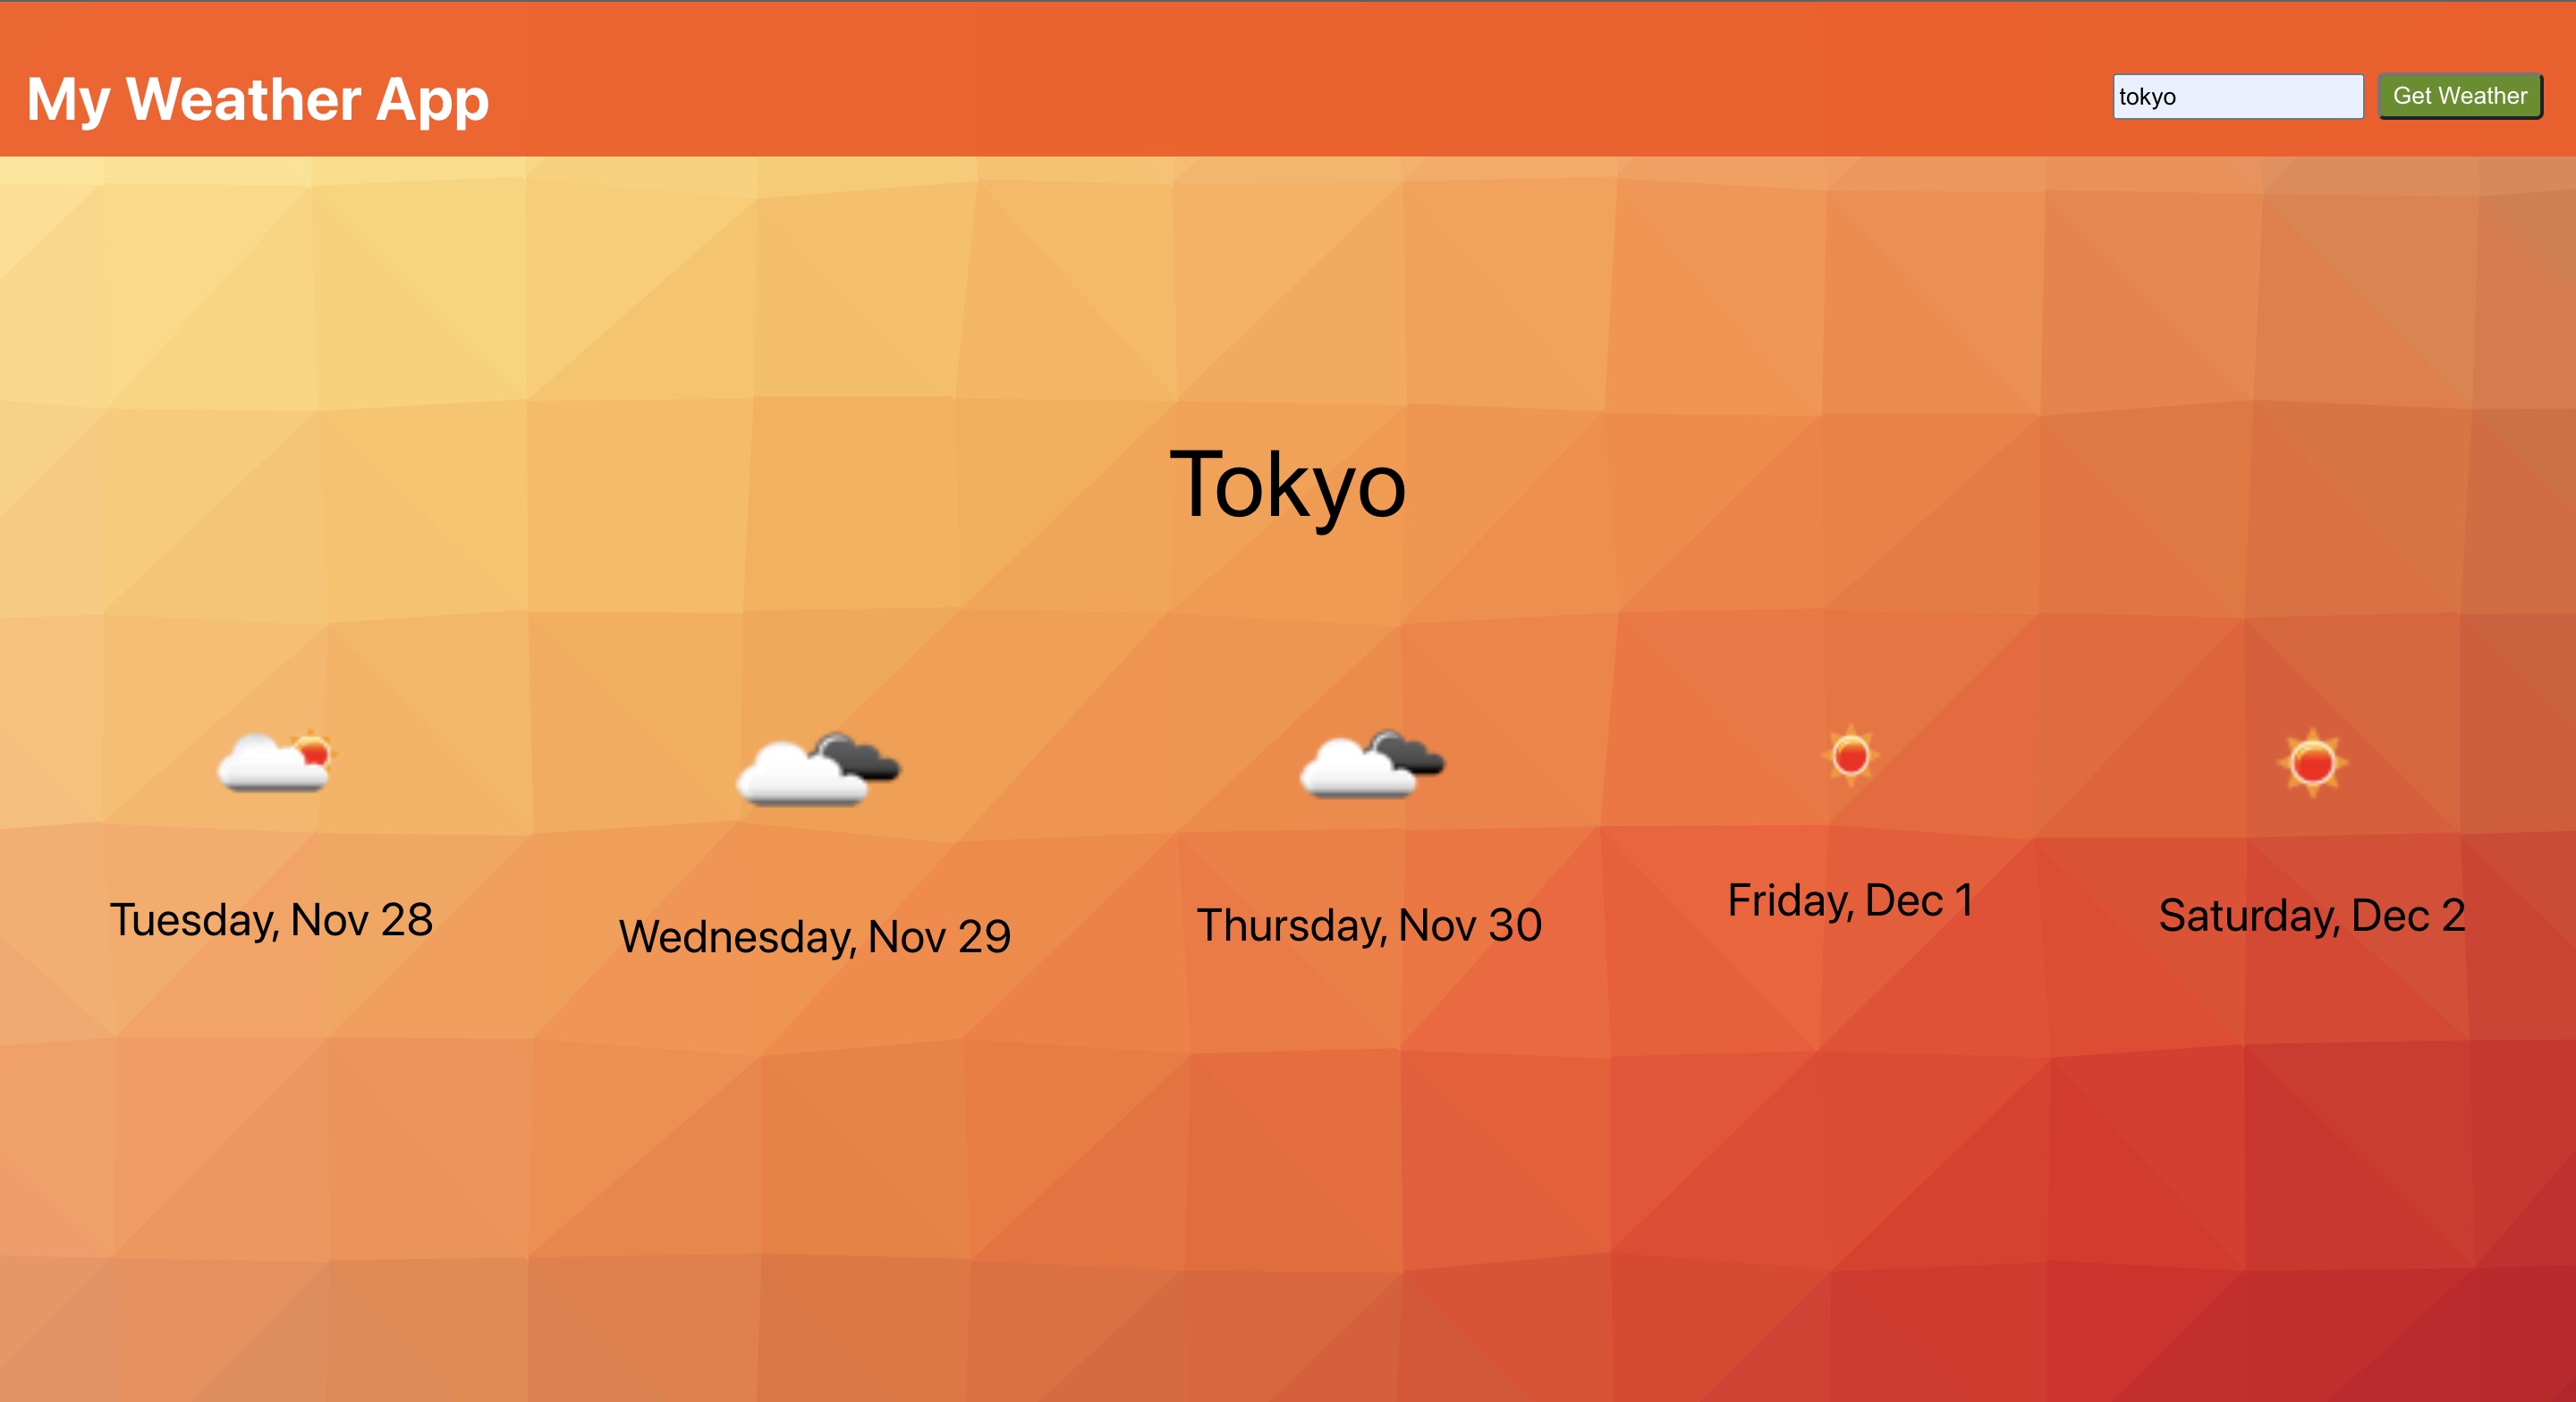 My Weather App
tokyo
Get Weather
Tokyo
Tuesday, Nov 28
Wednesday, Nov 29
Thursday, Nov 30
Friday, Dec 1
Saturday, Dec 2